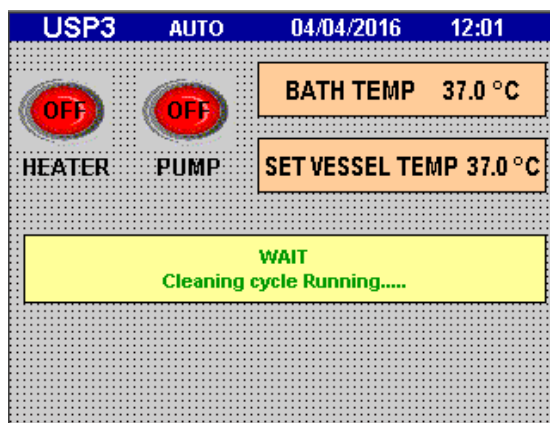 USP3 AUTO 04/04/2016 12:01
OFF OFF BATH TEMP 37.0 °C
HEATER PUMP SET VESSEL TEMP 37.0 °C
WAIT
Cleaning cycle Running.....